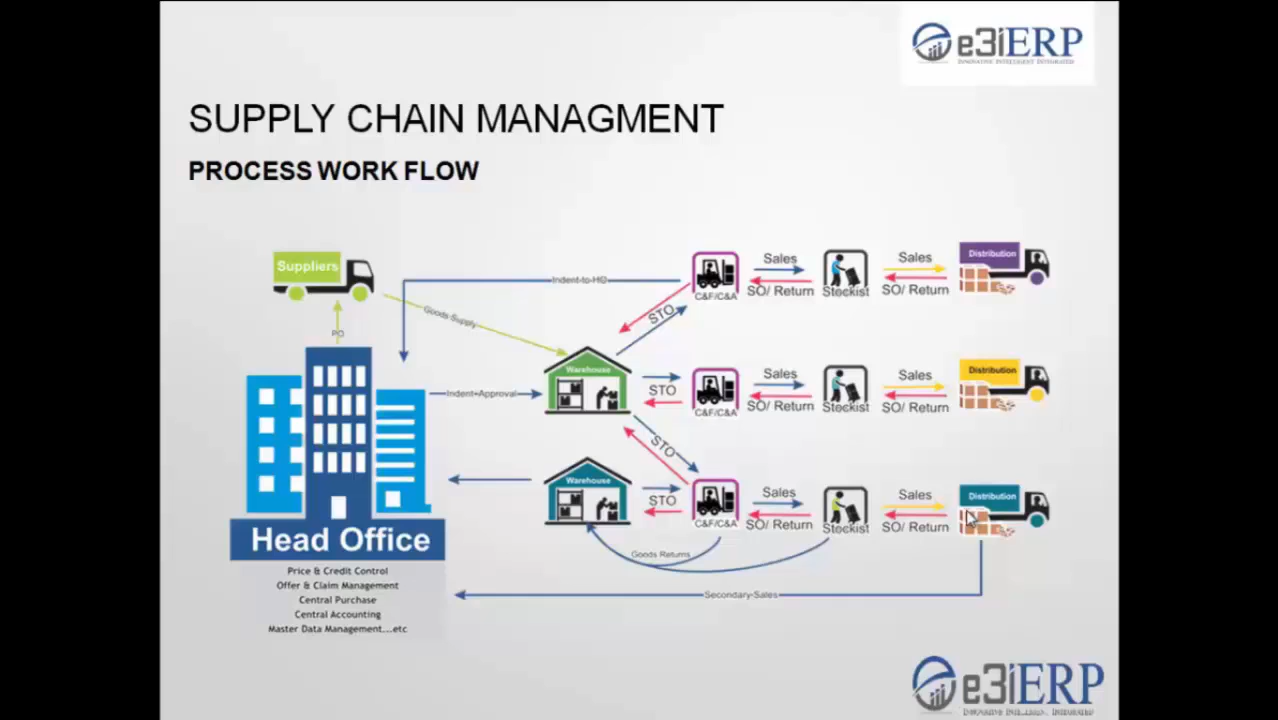 e3iERP
INNOVATIVE INTELLIGENT INTEGRATED
SUPPLY CHAIN MANAGMENT
PROCESS WORK FLOW
Suppliers
Goods Supply
PO
Indent-to-HO
Indent+Approval
Head Office
Price & Credit Control
Offer & Claim Management
Central Purchase
Central Accounting
Master Data Management....etc
Warehouse
Warehouse
STO
STO
STO
STO
C&F/C&A
Sales
SO/ Return
Stockist
Sales
SO/ Return
Distribution
C&F/C&A
Sales
SO/ Return
Stockist
Sales
SO/ Return
Distribution
C&F/C&A
Sales
SO/ Return
Stockist
Sales
SO/ Return
Distribution
Goods Returns
Secondary-Sales
e3iERP
INNOVATIVE INTELLIGENT INTEGRATED